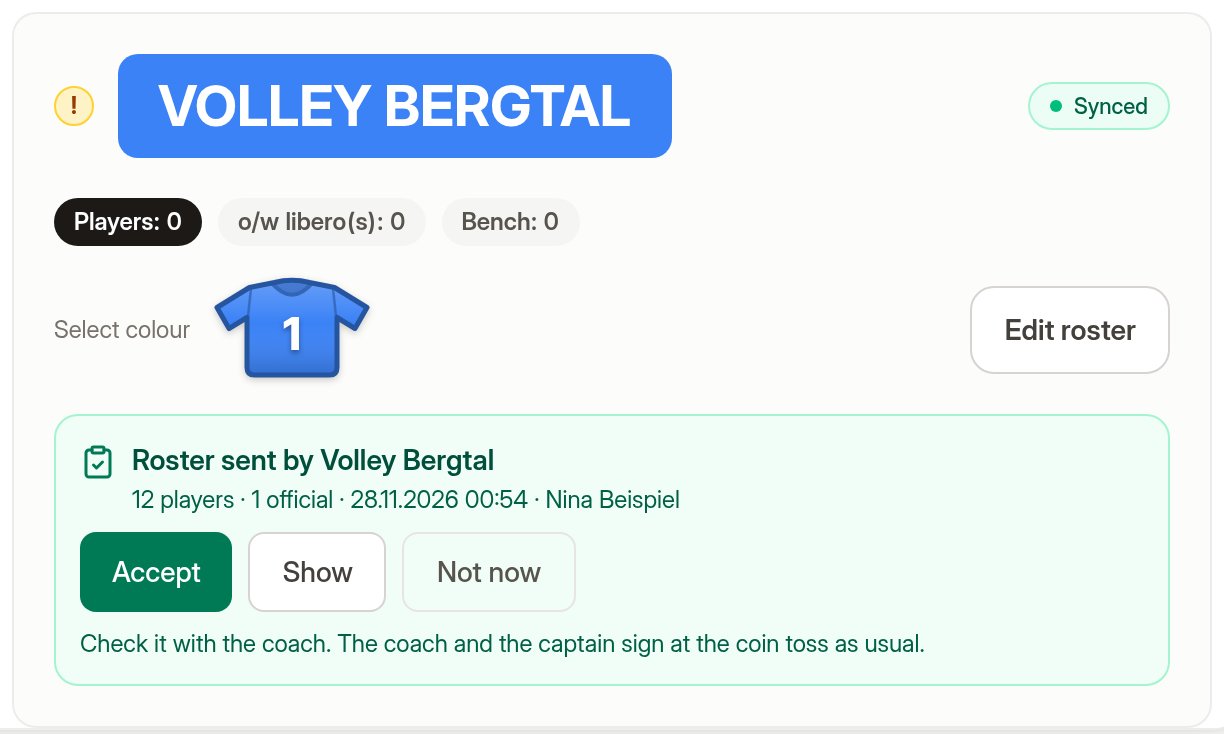 !
VOLLEY BERGTAL
Synced
Players: 0
o/w libero(s): 0
Bench: 0
Select colour
1
Edit roster
Roster sent by Volley Bergtal
12 players · 1 official · 28.11.2026 00:54 · Nina Beispiel
Accept
Show
Not now
Check it with the coach. The coach and the captain sign at the coin toss as usual.